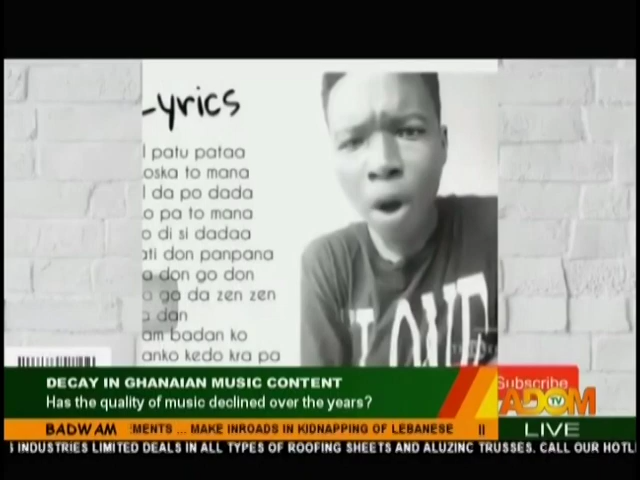 Lyrics
l patu pataa
oska to mana
l da po dada
o pa to mana
o di si dadaa
ati don panpana
a don go don
a ga da zen zen
a dan
am badan ko
anko kedo kra pa
LOVE
DECAY IN GHANAIAN MUSIC CONTENT
Has the quality of music declined over the years?
Subscribe
ADOM TV
BADWAM
EMENTS ... MAKE INROADS IN KIDNAPPING OF LEBANESE
LIVE
INDUSTRIES LIMITED DEALS IN ALL TYPES OF ROOFING SHEETS AND ALUZINC TRUSSES. CALL OUR HOTL